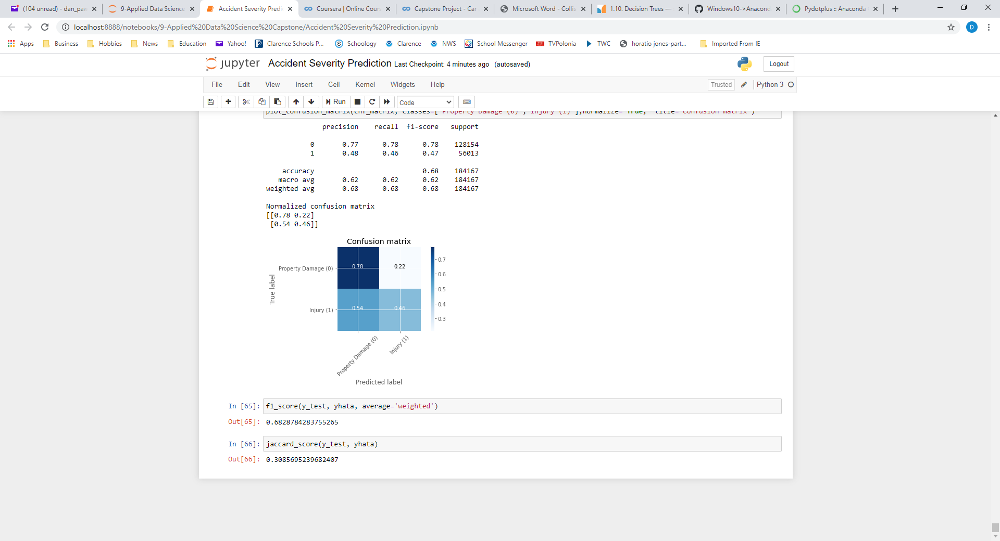 (104 unread) - dan_paw
9-Applied Data Science
Accident Severity Predi
Coursera | Online Cour
Capstone Project - Car
Microsoft Word - Collis
1.10. Decision Trees —
Windows10->Anacond
Pydotplus :: Anaconda
localhost:8888/notebooks/9-Applied%20Data%20Science%20Capstone/Accident%20Severity%20Prediction.ipynb
D
Apps Business Hobbies News Education Yahoo! Clarence Schools P... Schoology Clarence NWS School Messenger TVPolonia TWC horatio jones-part... Imported From IE
jupyter Accident Severity Prediction Last Checkpoint: 4 minutes ago (autosaved)
Logout
File Edit View Insert Cell Kernel Widgets Help
Trusted Python 3
Run Code
plot_confusion_matrix(cnf_matrix, classes=['Property Damage (0)','Injury (1)'],normalize= True, title='Confusion matrix')
precision recall f1-score support
0 0.77 0.78 0.78 128154
1 0.48 0.46 0.47 56013
accuracy 0.68 184167
macro avg 0.62 0.62 0.62 184167
weighted avg 0.68 0.68 0.68 184167
Normalized confusion matrix
[[0.78 0.22]
[0.54 0.46]]
Confusion matrix
True label
Property Damage (0)
Injury (1)
0.78 0.22
0.54 0.46
0.7
0.6
0.5
0.4
0.3
Property Damage (0)
Injury (1)
Predicted label
In [65]: f1_score(y_test, yhata, average='weighted')
Out[65]: 0.6828784283755265
In [66]: jaccard_score(y_test, yhata)
Out[66]: 0.3085695239682407